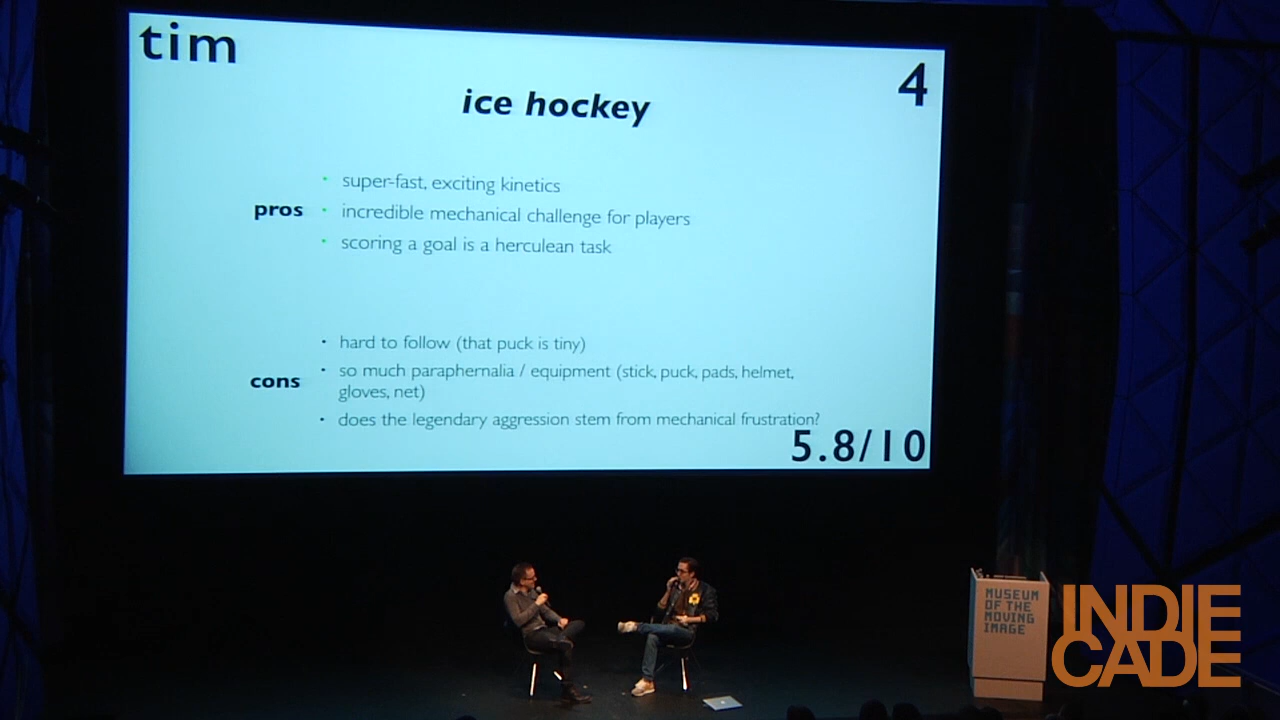 tim
4
ice hockey
super-fast, exciting kinetics
pros
incredible mechanical challenge for players
scoring a goal is a herculean task
hard to follow (that puck is tiny)
cons
so much paraphernalia / equipment (stick, puck, pads, helmet,
gloves, net)
does the legendary aggression stem from mechanical frustration?
5.8/10
MUSEUM
OF THE
MOVING
IMAGE
INDIE
CADE